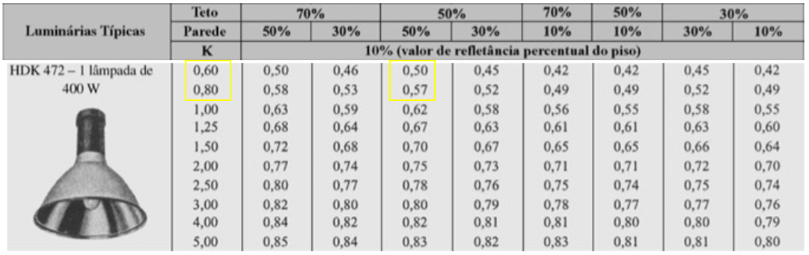 Luminárias Típicas Teto 70% 50% 70% 50% 30%
Parede 50% 30% 50% 30% 10% 10% 30% 10%
K 10% (valor de refletância percentual do piso)
HDK 472 – 1 lâmpada de 0,60 0,50 0,46 0,50 0,45 0,42 0,42 0,45 0,42
400 W 0,80 0,58 0,53 0,57 0,52 0,49 0,49 0,52 0,49
1,00 0,63 0,59 0,62 0,58 0,56 0,55 0,58 0,55
1,25 0,68 0,64 0,67 0,63 0,61 0,61 0,63 0,60
1,50 0,72 0,68 0,70 0,67 0,65 0,65 0,66 0,64
2,00 0,77 0,74 0,75 0,73 0,71 0,71 0,72 0,70
2,50 0,80 0,77 0,78 0,76 0,75 0,74 0,75 0,74
3,00 0,82 0,80 0,80 0,79 0,78 0,77 0,77 0,76
4,00 0,84 0,82 0,82 0,81 0,81 0,80 0,80 0,79
5,00 0,85 0,84 0,83 0,82 0,83 0,81 0,81 0,80